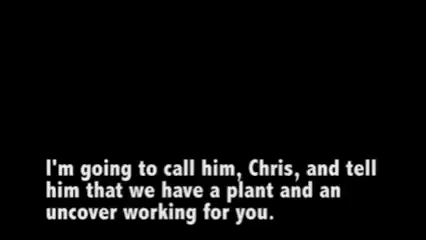 I'm going to call him, Chris, and tell
him that we have a plant and an
uncover working for you.